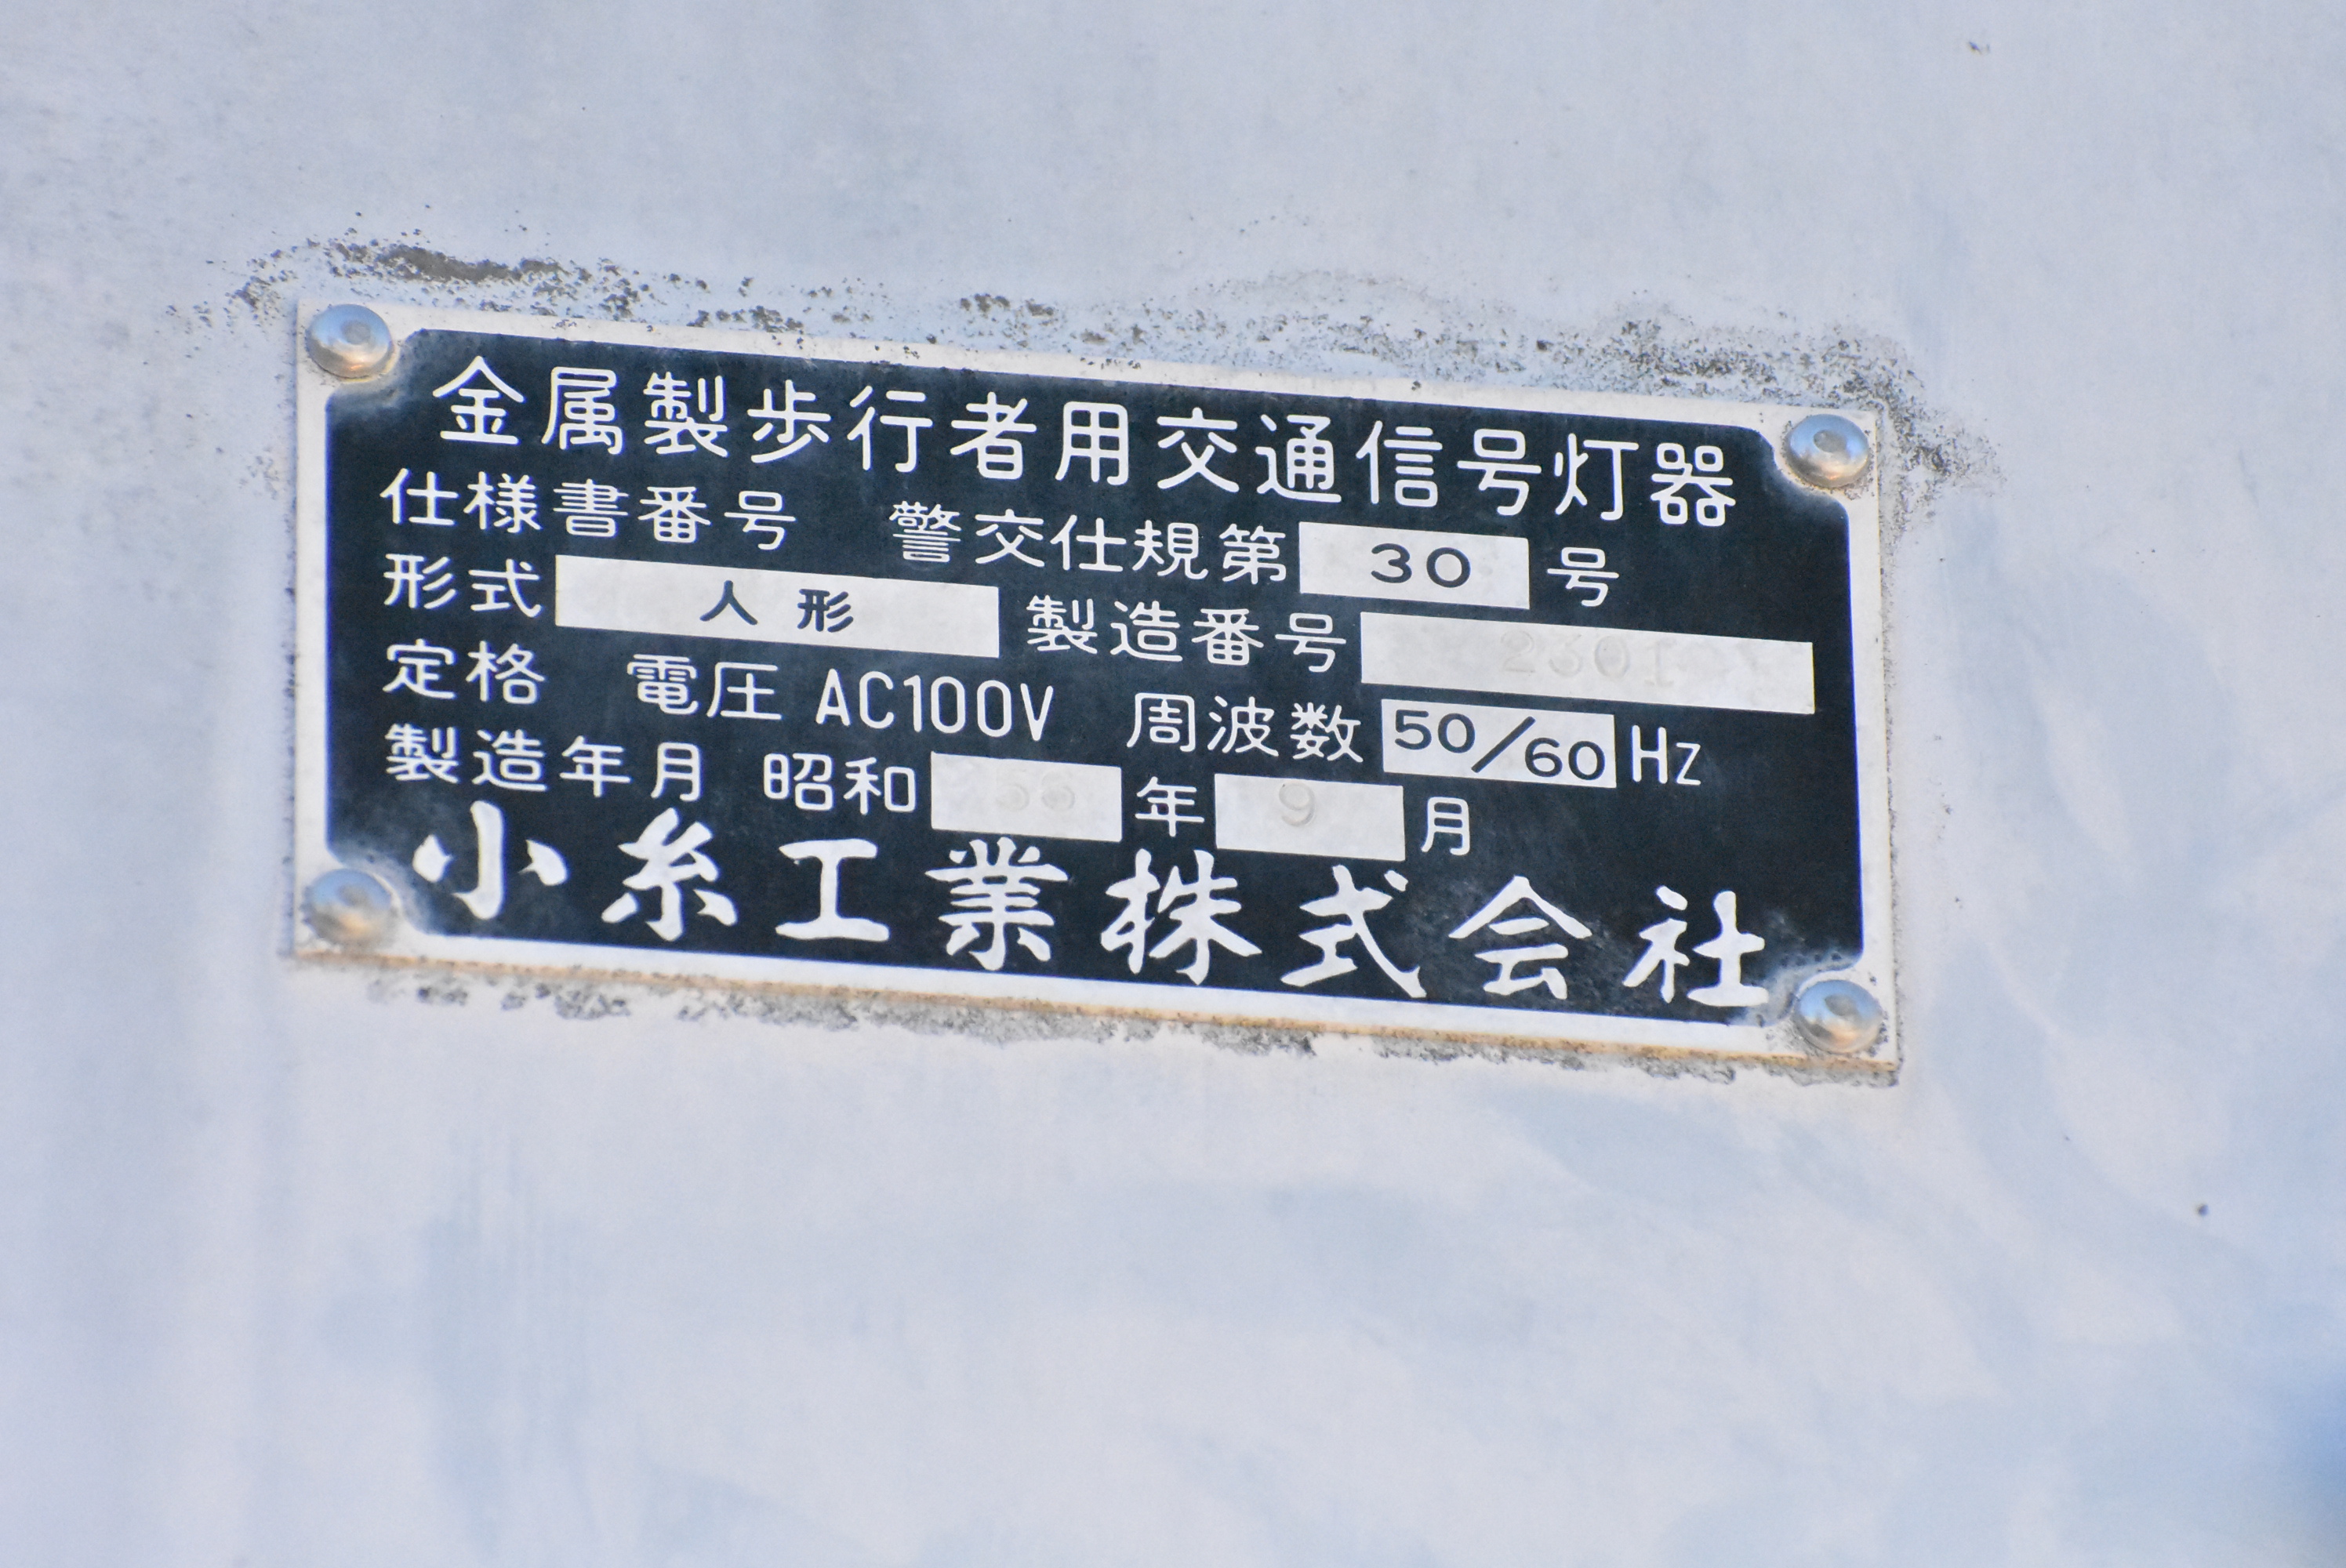 金属製歩行者用交通信号灯器
仕様書番号 警交仕規第 30 号
形式 人形 製造番号 2301
定格 電圧 AC100V 周波数 50/60 Hz
製造年月 昭和 年 9 月
小糸工業株式会社